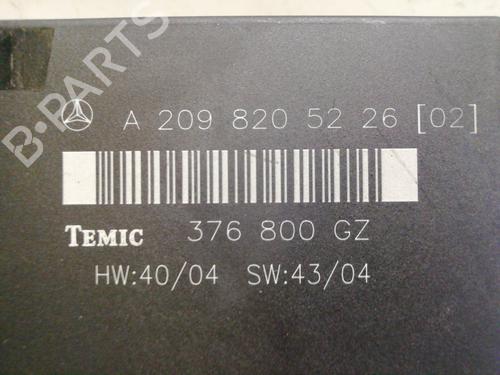 B-PARTS
A 209 820 52 26 [02]
TEMIC 376 800 GZ
HW:40/04 SW:43/04